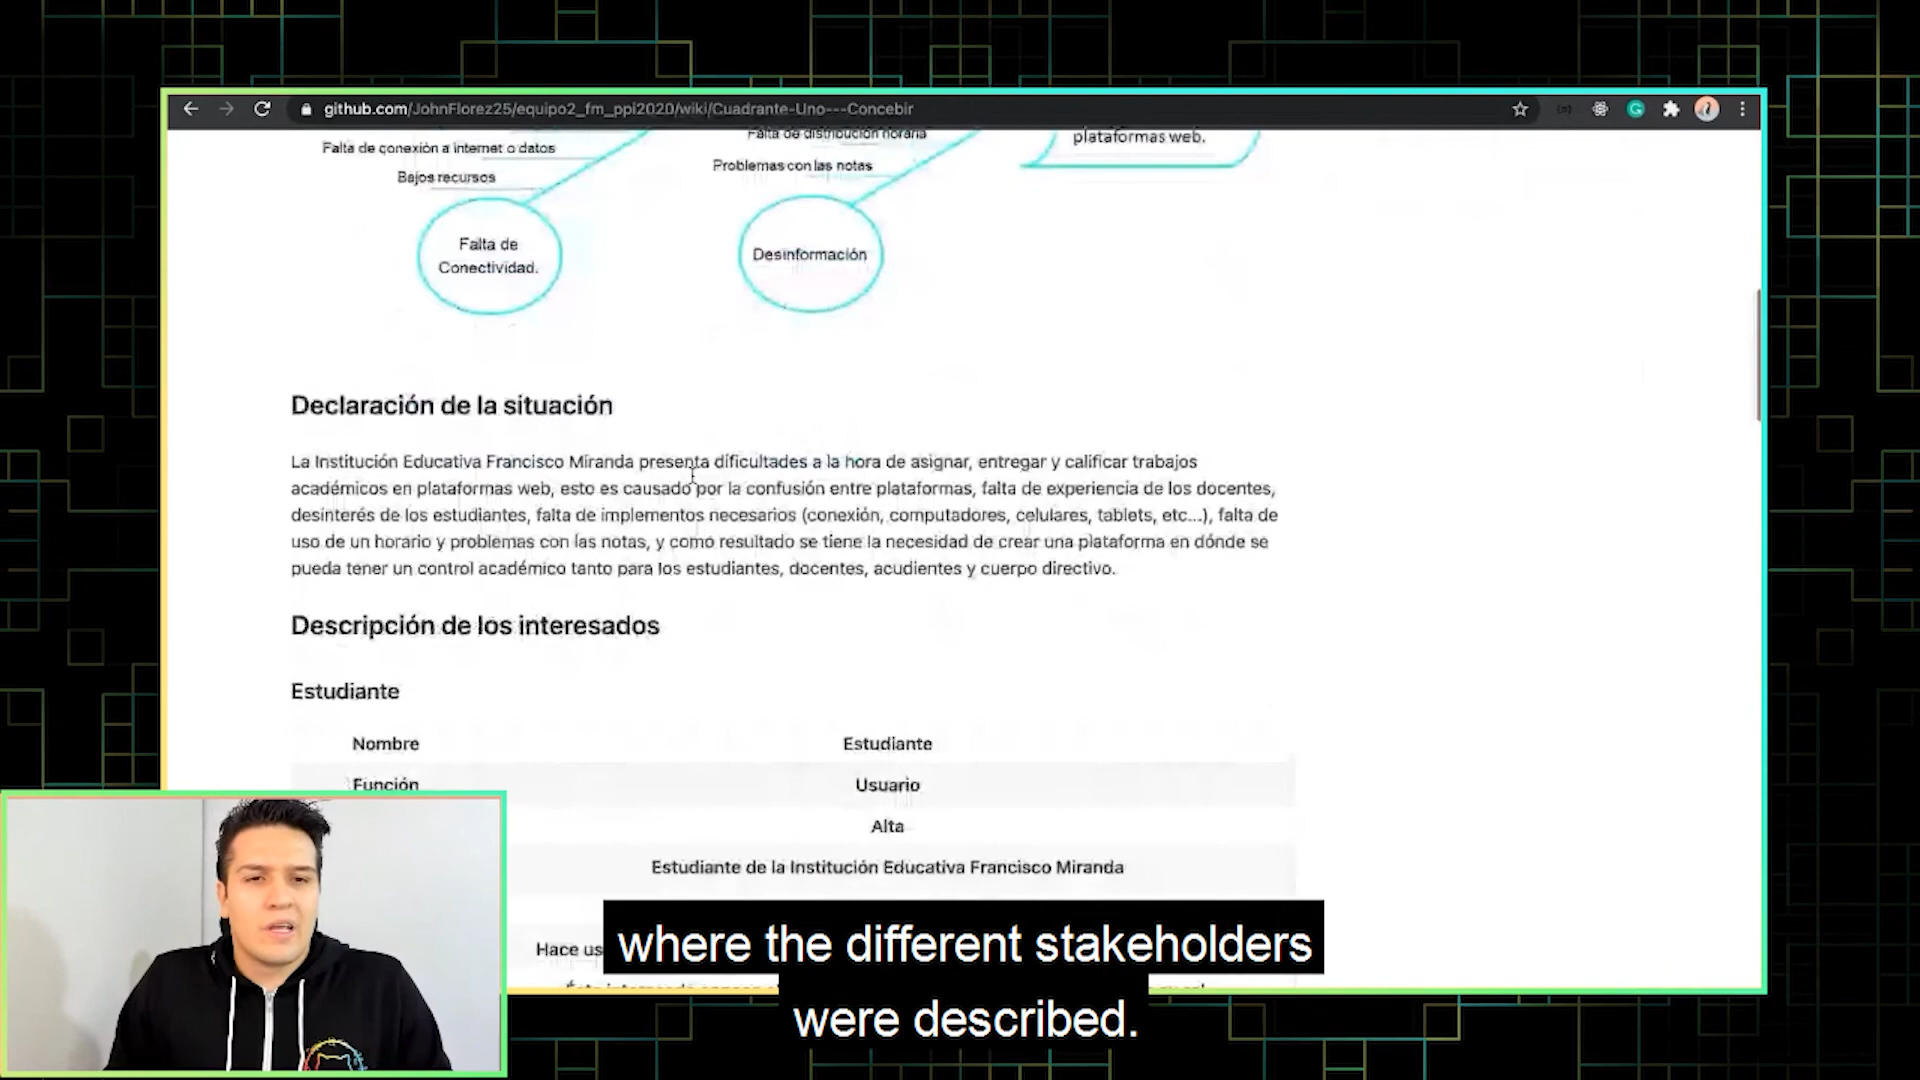 github.com/JohnFlorez25/equipo2_fm_ppi2020/wiki/Cuadrante-Uno---Concebir
Falta de conexión a internet o datos
Bajos recursos
Falta de distribución horaria
Problemas con las notas
plataformas web.
Falta de
Conectividad.
Desinformación
Declaración de la situación
La Institución Educativa Francisco Miranda presenta dificultades a la hora de asignar, entregar y calificar trabajos
académicos en plataformas web, esto es causado por la confusión entre plataformas, falta de experiencia de los docentes,
desinterés de los estudiantes, falta de implementos necesarios (conexión, computadores, celulares, tablets, etc...), falta de
uso de un horario y problemas con las notas, y como resultado se tiene la necesidad de crear una plataforma en dónde se
pueda tener un control académico tanto para los estudiantes, docentes, acudientes y cuerpo directivo.
Descripción de los interesados
Estudiante
Nombre Estudiante
Función Usuario
Alta
Estudiante de la Institución Educativa Francisco Miranda
Hace us
where the different stakeholders
were described.